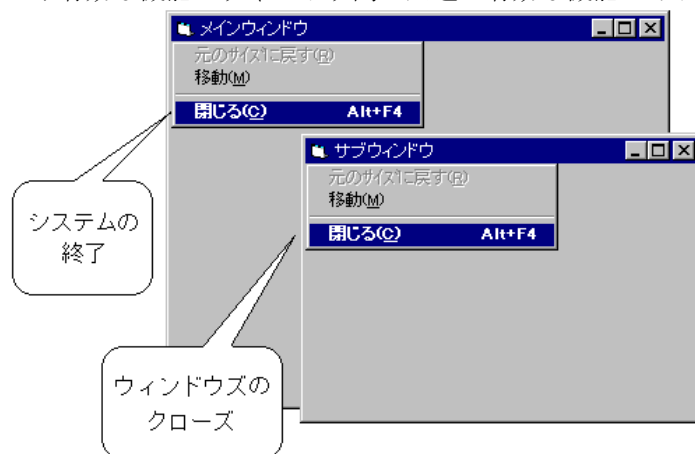 メインウィンドウ
元のサイズに戻す(R)
移動(M)
閉じる(C) Alt+F4
サブウィンドウ
元のサイズに戻す(R)
移動(M)
閉じる(C) Alt+F4
システムの
終了
ウィンドウズの
クローズ